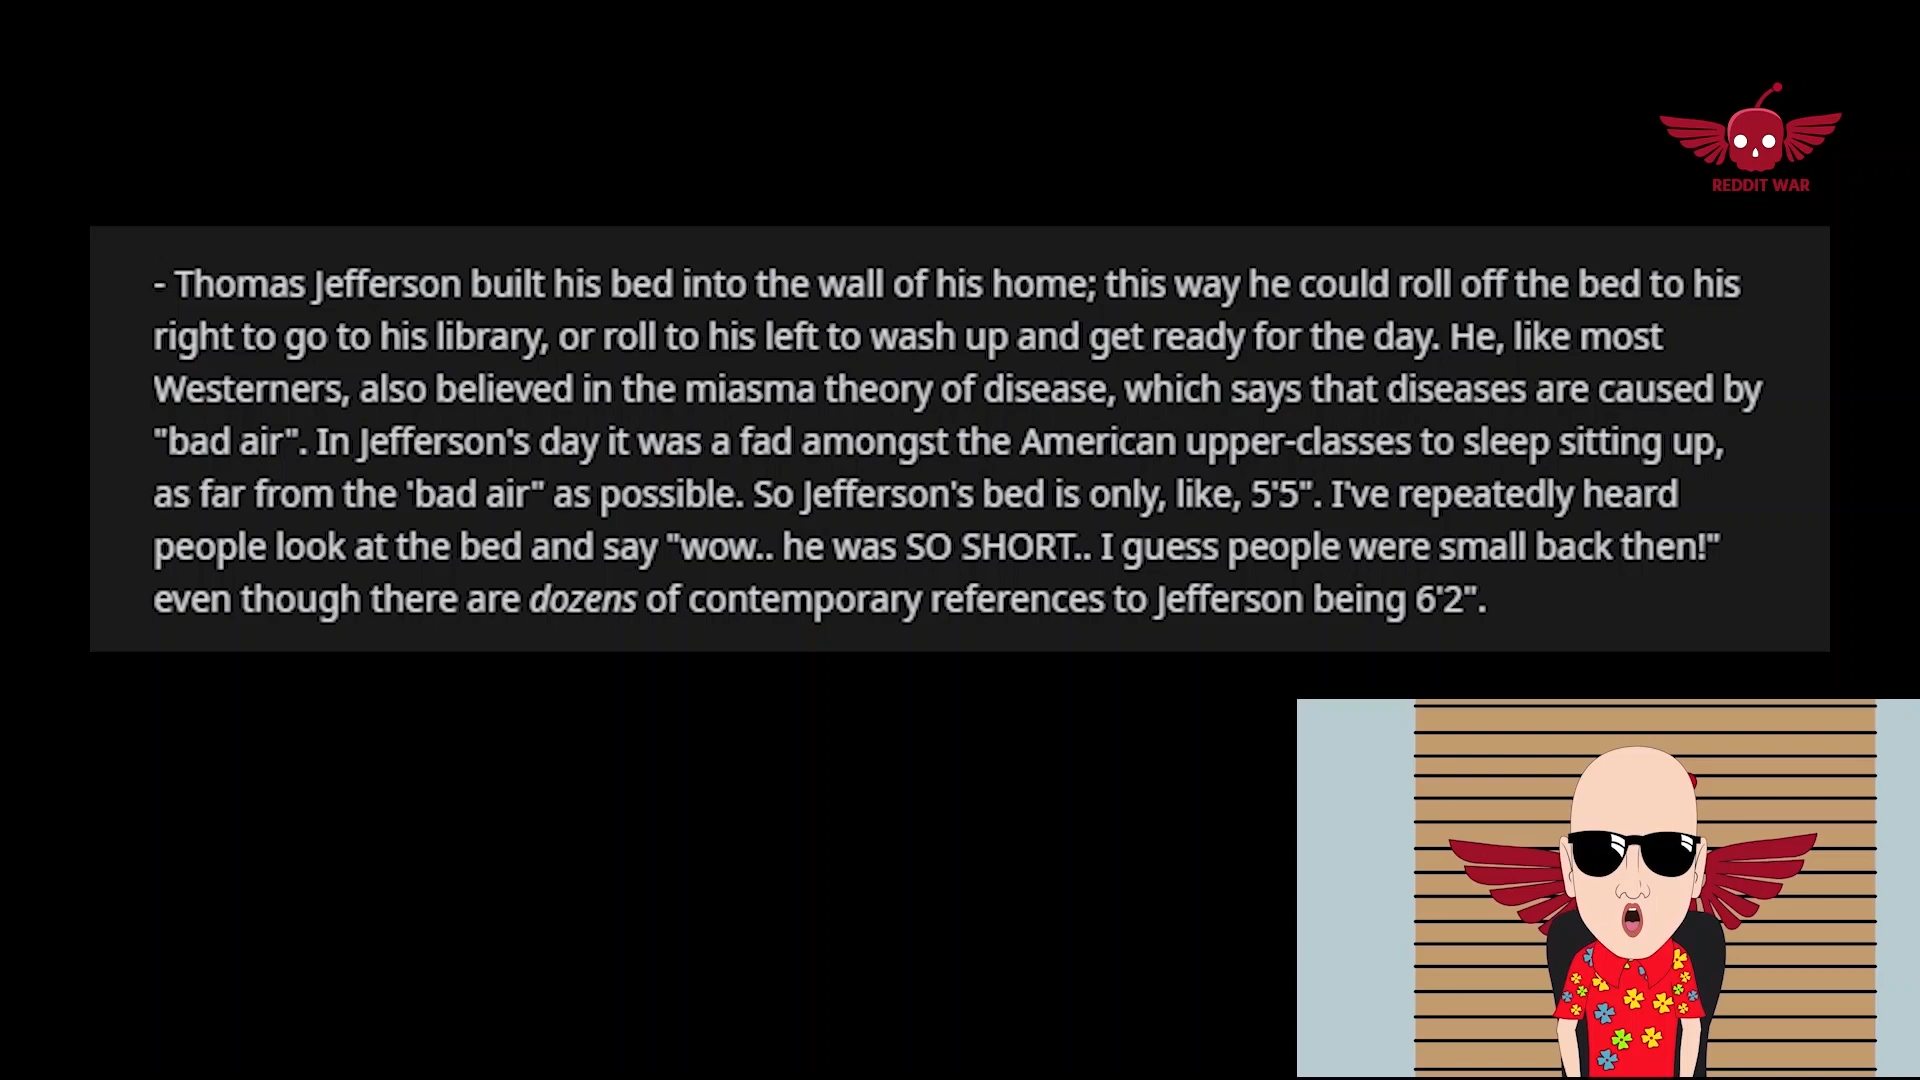 REDDIT WAR
- Thomas Jefferson built his bed into the wall of his home; this way he could roll off the bed to his
right to go to his library, or roll to his left to wash up and get ready for the day. He, like most
Westerners, also believed in the miasma theory of disease, which says that diseases are caused by
"bad air". In Jefferson's day it was a fad amongst the American upper-classes to sleep sitting up,
as far from the 'bad air" as possible. So Jefferson's bed is only, like, 5'5". I've repeatedly heard
people look at the bed and say "wow.. he was SO SHORT.. I guess people were small back then!"
even though there are dozens of contemporary references to Jefferson being 6'2".